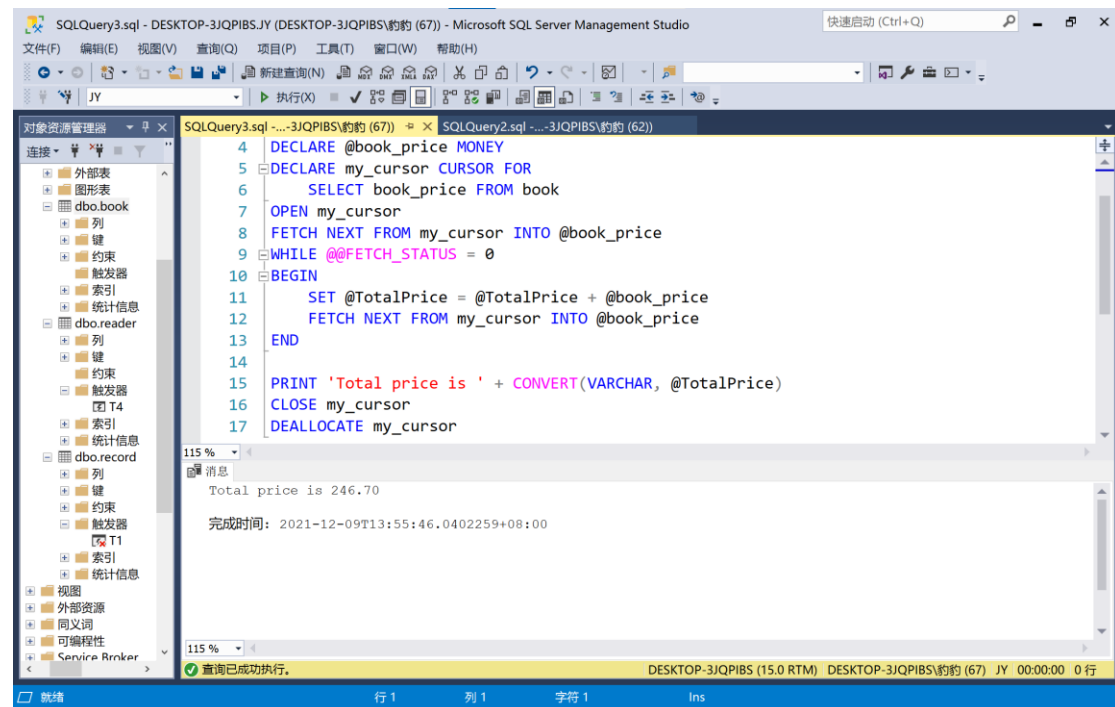 SQLQuery3.sql - DESKTOP-3JQPIBS.JY (DESKTOP-3JQPIBS\豹豹 (67)) - Microsoft SQL Server Management Studio
快速启动 (Ctrl+Q)
文件(F) 编辑(E) 视图(V) 查询(Q) 项目(P) 工具(T) 窗口(W) 帮助(H)
新建查询(N) MDX DMX XMLA DAX
JY 执行(X)
对象资源管理器
连接
外部表
图形表
dbo.book
列
键
约束
触发器
索引
统计信息
dbo.reader
列
键
约束
触发器
T4
索引
统计信息
dbo.record
列
键
约束
触发器
T1
索引
统计信息
视图
外部资源
同义词
可编程性
Service Broker
SQLQuery3.sql -...-3JQPIBS\豹豹 (67)) SQLQuery2.sql -...-3JQPIBS\豹豹 (62))
4 DECLARE @book_price MONEY
5 DECLARE my_cursor CURSOR FOR
6 SELECT book_price FROM book
7 OPEN my_cursor
8 FETCH NEXT FROM my_cursor INTO @book_price
9 WHILE @@FETCH_STATUS = 0
10 BEGIN
11 SET @TotalPrice = @TotalPrice + @book_price
12 FETCH NEXT FROM my_cursor INTO @book_price
13 END
14
15 PRINT 'Total price is ' + CONVERT(VARCHAR, @TotalPrice)
16 CLOSE my_cursor
17 DEALLOCATE my_cursor
115 %
消息
Total price is 246.70
完成时间: 2021-12-09T13:55:46.0402259+08:00
115 %
查询已成功执行。 DESKTOP-3JQPIBS (15.0 RTM) DESKTOP-3JQPIBS\豹豹 (67) JY 00:00:00 0 行
就绪 行 1 列 1 字符 1 Ins